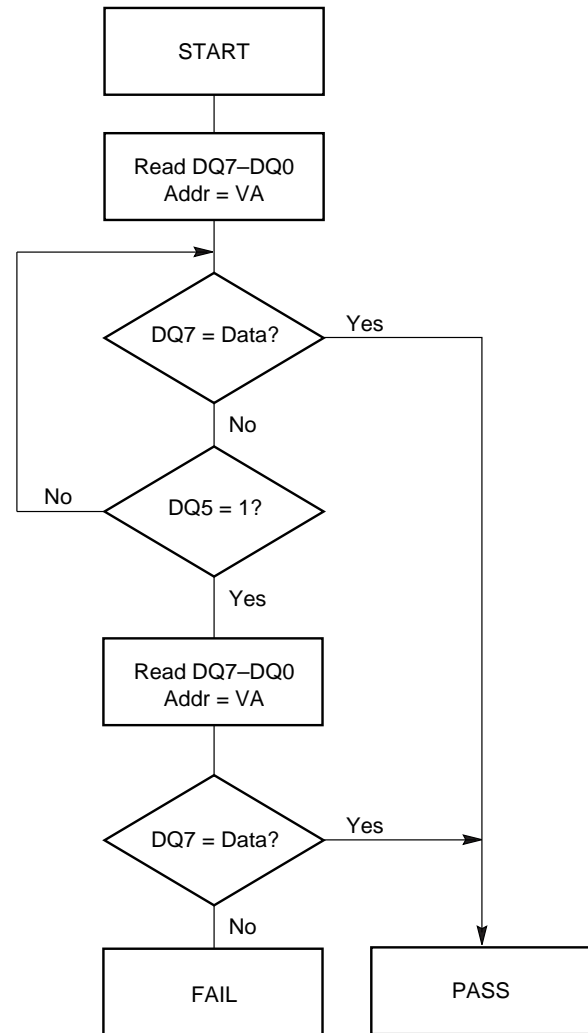 START
Read DQ7–DQ0
Addr = VA
DQ7 = Data?
Yes
No
No
DQ5 = 1?
Yes
Read DQ7–DQ0
Addr = VA
DQ7 = Data?
Yes
No
FAIL
PASS